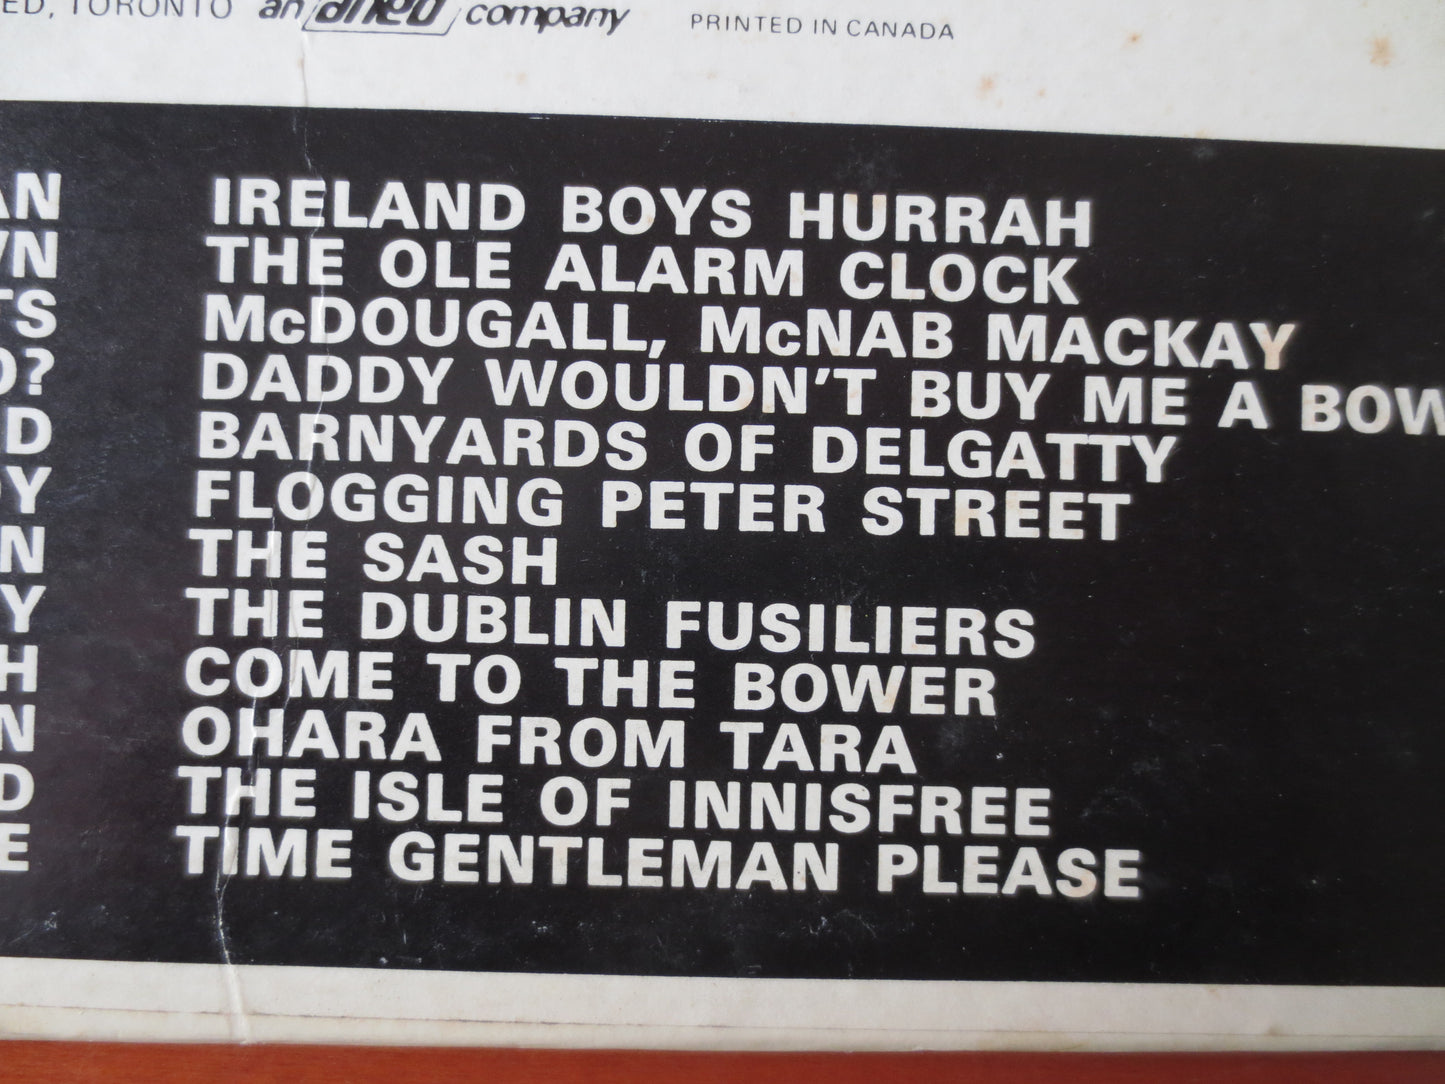 ED, TORONTO an ahed company PRINTED IN CANADA
AN IRELAND BOYS HURRAH
WN THE OLE ALARM CLOCK
TS McDOUGALL, McNAB MACKAY
O? DADDY WOULDN'T BUY ME A BOW
D BARNYARDS OF DELGATTY
DY FLOGGING PETER STREET
N THE SASH
Y THE DUBLIN FUSILIERS
H COME TO THE BOWER
N OHARA FROM TARA
D THE ISLE OF INNISFREE
E TIME GENTLEMAN PLEASE